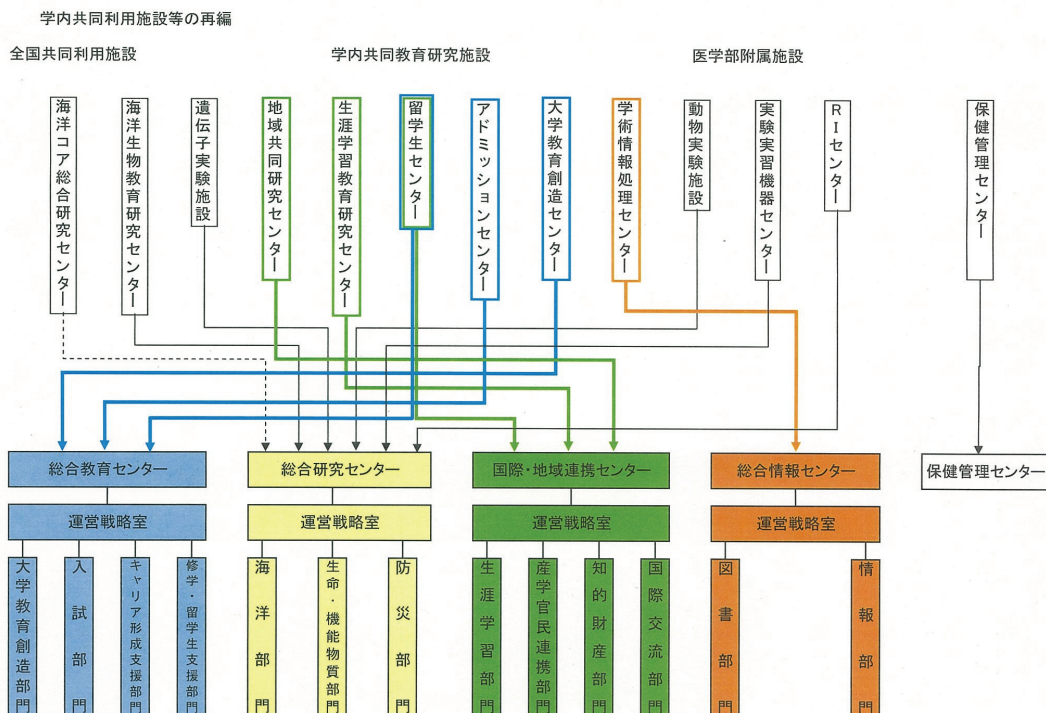 学内共同利用施設等の再編
全国共同利用施設
学内共同教育研究施設
医学部附属施設
海洋コア総合研究センター
海洋生物教育研究センター
遺伝子実験施設
地域共同研究センター
生涯学習教育研究センター
留学生センター
アドミッションセンター
大学教育創造センター
学術情報処理センター
動物実験施設
実験実習機器センター
RIセンター
保健管理センター
総合教育センター
総合研究センター
国際・地域連携センター
総合情報センター
保健管理センター
運営戦略室
運営戦略室
運営戦略室
運営戦略室
大学教育創造部門
入試部門
キャリア形成支援部門
修学・留学生支援部門
海洋部門
生命・機能物質部門
防災部門
生涯学習部門
産学官民連携部門
知的財産部門
国際交流部門
図書部門
情報部門